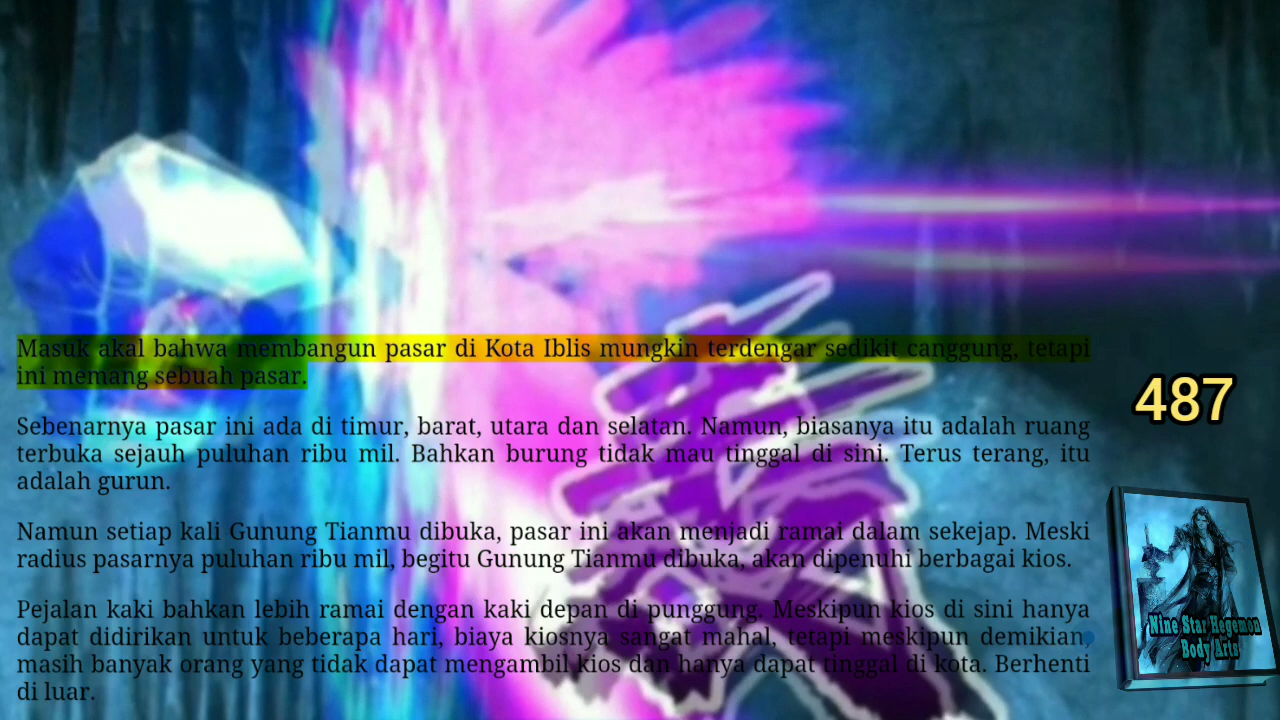 Masuk akal bahwa membangun pasar di Kota Iblis mungkin terdengar sedikit canggung, tetapi
ini memang sebuah pasar.
Sebenarnya pasar ini ada di timur, barat, utara dan selatan. Namun, biasanya itu adalah ruang
terbuka sejauh puluhan ribu mil. Bahkan burung tidak mau tinggal di sini. Terus terang, itu
adalah gurun.
Namun setiap kali Gunung Tianmu dibuka, pasar ini akan menjadi ramai dalam sekejap. Meski
radius pasarnya puluhan ribu mil, begitu Gunung Tianmu dibuka, akan dipenuhi berbagai kios.
Pejalan kaki bahkan lebih ramai dengan kaki depan di punggung. Meskipun kios di sini hanya
dapat didirikan untuk beberapa hari, biaya kiosnya sangat mahal, tetapi meskipun demikian,
masih banyak orang yang tidak dapat mengambil kios dan hanya dapat tinggal di kota. Berhenti
di luar.
487
Nine Star Hegemon
Body Arts